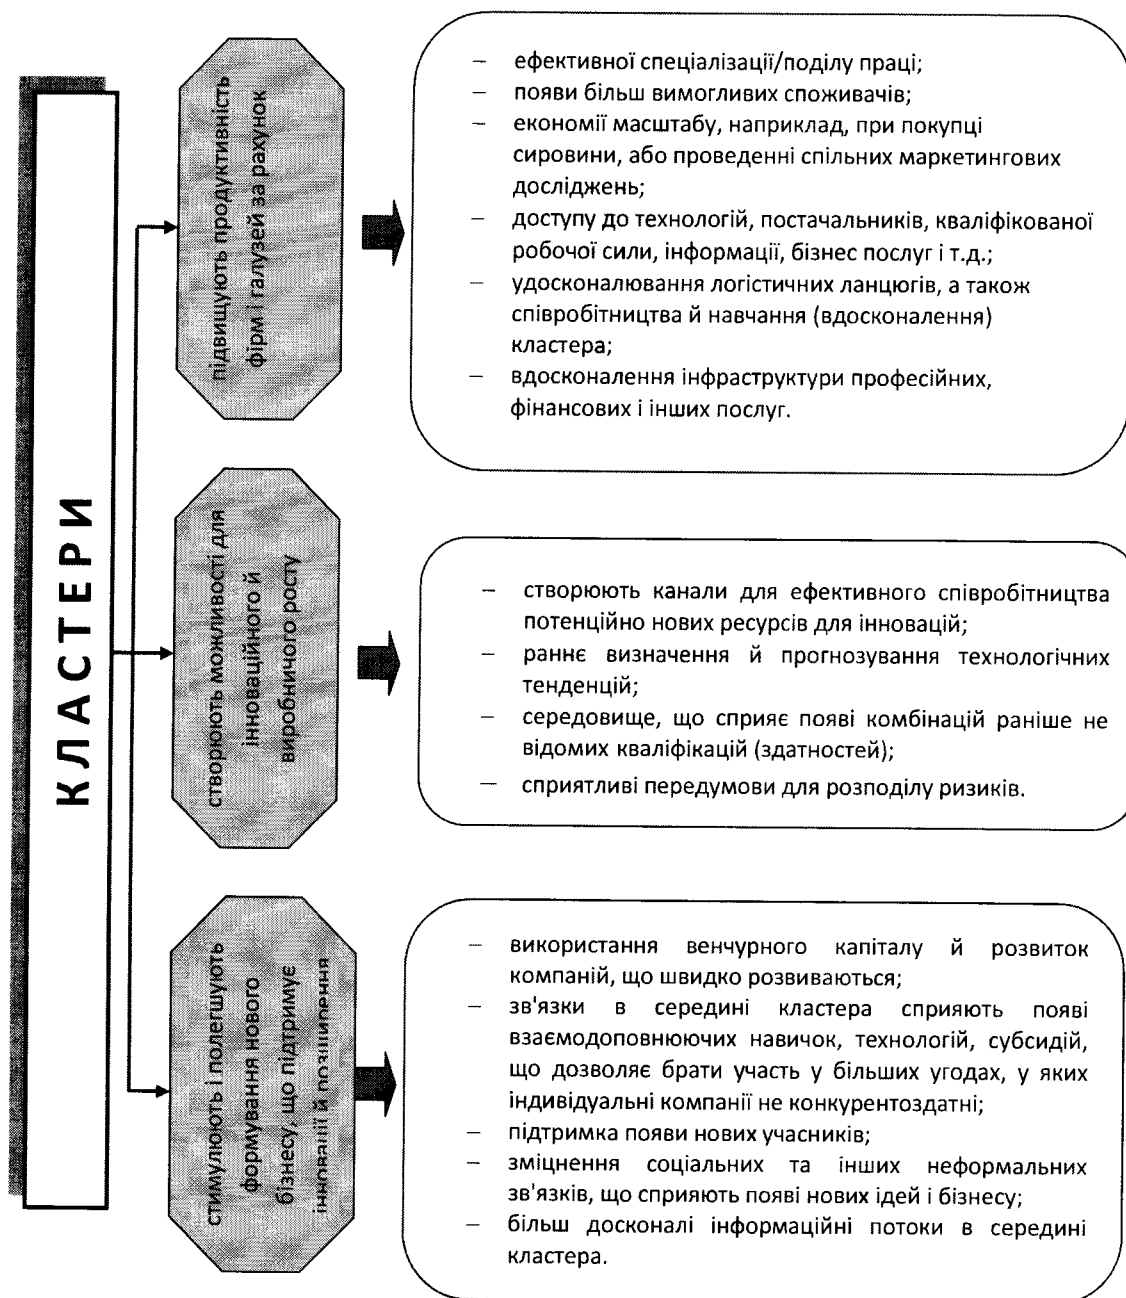 КЛАСТЕРИ
підвищують продуктивність
фірм і галузей за рахунок
– ефективної спеціалізації/поділу праці;
– появи більш вимогливих споживачів;
– економії масштабу, наприклад, при покупці
сировини, або проведенні спільних маркетингових
досліджень;
– доступу до технологій, постачальників, кваліфікованої
робочої сили, інформації, бізнес послуг і т.д.;
– удосконалювання логістичних ланцюгів, а також
співробітництва й навчання (вдосконалення)
кластера;
– вдосконалення інфраструктури професійних,
фінансових і інших послуг.
створюють можливості для
інноваційного й
виробничого росту
– створюють канали для ефективного співробітництва
потенційно нових ресурсів для інновацій;
– раннє визначення й прогнозування технологічних
тенденцій;
– середовище, що сприяє появі комбінацій раніше не
відомих кваліфікацій (здатностей);
– сприятливі передумови для розподілу ризиків.
стимулюють і полегшують
формування нового
бізнесу, що підтримує
інновації й розширення
– використання венчурного капіталу й розвиток
компаній, що швидко розвиваються;
– зв'язки в середині кластера сприяють появі
взаємодоповнюючих навичок, технологій, субсидій,
що дозволяє брати участь у більших угодах, у яких
індивідуальні компанії не конкурентоздатні;
– підтримка появи нових учасників;
– зміцнення соціальних та інших неформальних
зв'язків, що сприяють появі нових ідей і бізнесу;
– більш досконалі інформаційні потоки в середині
кластера.